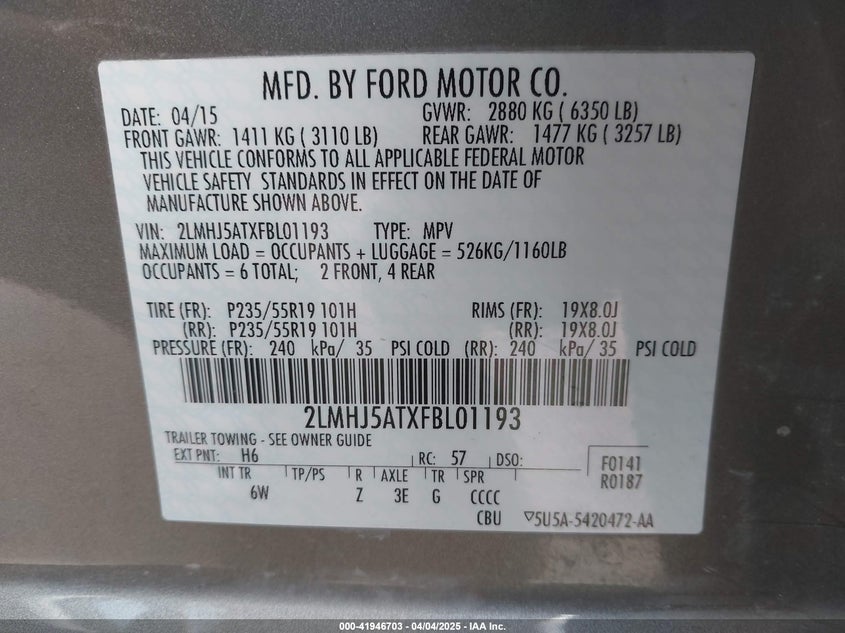 MFD. BY FORD MOTOR CO.
DATE: 04/15 GVWR: 2880 KG ( 6350 LB)
FRONT GAWR: 1411 KG ( 3110 LB) REAR GAWR: 1477 KG ( 3257 LB)
THIS VEHICLE CONFORMS TO ALL APPLICABLE FEDERAL MOTOR
VEHICLE SAFETY STANDARDS IN EFFECT ON THE DATE OF
MANUFACTURE SHOWN ABOVE.
VIN: 2LMHJ5ATXFBL01193 TYPE: MPV
MAXIMUM LOAD = OCCUPANTS + LUGGAGE = 526KG/1160LB
OCCUPANTS = 6 TOTAL; 2 FRONT, 4 REAR
TIRE (FR): P235/55R19 101H RIMS (FR): 19X8.0J
(RR): P235/55R19 101H (RR): 19X8.0J
PRESSURE (FR): 240 kPa/ 35 PSI COLD (RR): 240 kPa/ 35 PSI COLD
2LMHJ5ATXFBL01193
TRAILER TOWING - SEE OWNER GUIDE
EXT PNT: H6 RC: 57 DSO: F0141
INT TR TP/PS R AXLE TR SPR R0187
6W Z 3E G CCCC
CBU ▽5U5A-5420472-AA
000-41946703 - 04/04/2025 - IAA Inc.